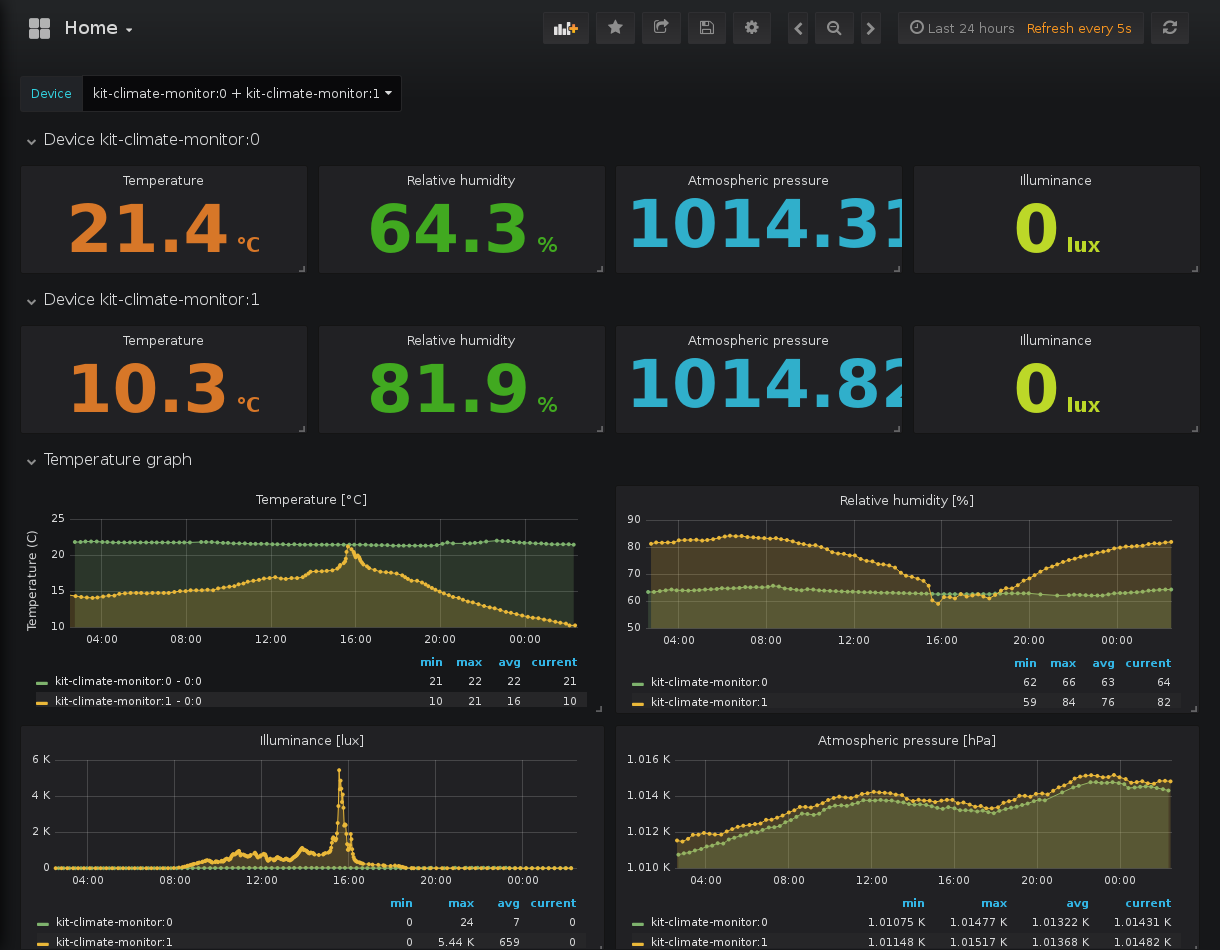 Home
Last 24 hours Refresh every 5s
Device kit-climate-monitor:0 + kit-climate-monitor:1
Device kit-climate-monitor:0
Temperature Relative humidity Atmospheric pressure Illuminance
21.4 °C 64.3 % 1014.31 0 lux
Device kit-climate-monitor:1
Temperature Relative humidity Atmospheric pressure Illuminance
10.3 °C 81.9 % 1014.82 0 lux
Temperature graph
Temperature [°C]
Temperature (C)
25
20
15
10
04:00 08:00 12:00 16:00 20:00 00:00
min max avg current
kit-climate-monitor:0 - 0:0 21 22 22 21
kit-climate-monitor:1 - 0:0 10 21 16 10
Relative humidity [%]
90
80
70
60
50
04:00 08:00 12:00 16:00 20:00 00:00
min max avg current
kit-climate-monitor:0 62 66 63 64
kit-climate-monitor:1 59 84 76 82
Illuminance [lux]
6 K
4 K
2 K
0
04:00 08:00 12:00 16:00 20:00 00:00
min max avg current
kit-climate-monitor:0 0 24 7 0
kit-climate-monitor:1 0 5.44 K 659 0
Atmospheric pressure [hPa]
1.016 K
1.014 K
1.012 K
1.010 K
04:00 08:00 12:00 16:00 20:00 00:00
min max avg current
kit-climate-monitor:0 1.01075 K 1.01477 K 1.01322 K 1.01431 K
kit-climate-monitor:1 1.01148 K 1.01517 K 1.01368 K 1.01482 K